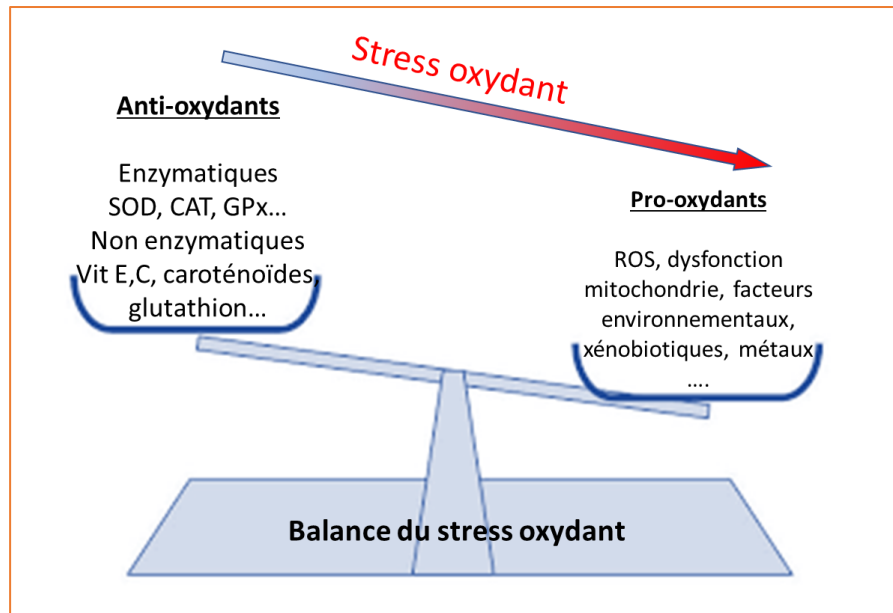 Stress oxydant
Anti-oxydants
Enzymatiques
SOD, CAT, GPx...
Non enzymatiques
Vit E,C, caroténoïdes,
glutathion...
Pro-oxydants
ROS, dysfonction
mitochondrie, facteurs
environnementaux,
xénobiotiques, métaux
....
Balance du stress oxydant